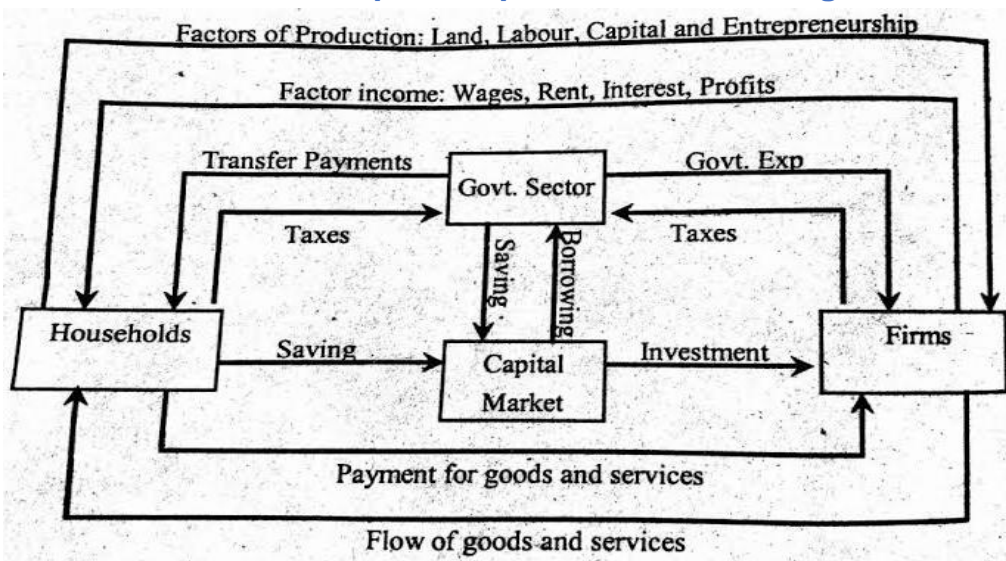 Factors of Production: Land, Labour, Capital and Entrepreneurship
Factor income: Wages, Rent, Interest, Profits
Transfer Payments
Govt. Sector
Govt. Exp
Taxes
Taxes
Saving
Borrowing
Households
Firms
Saving
Capital
Market
Investment
Payment for goods and services
Flow of goods and services